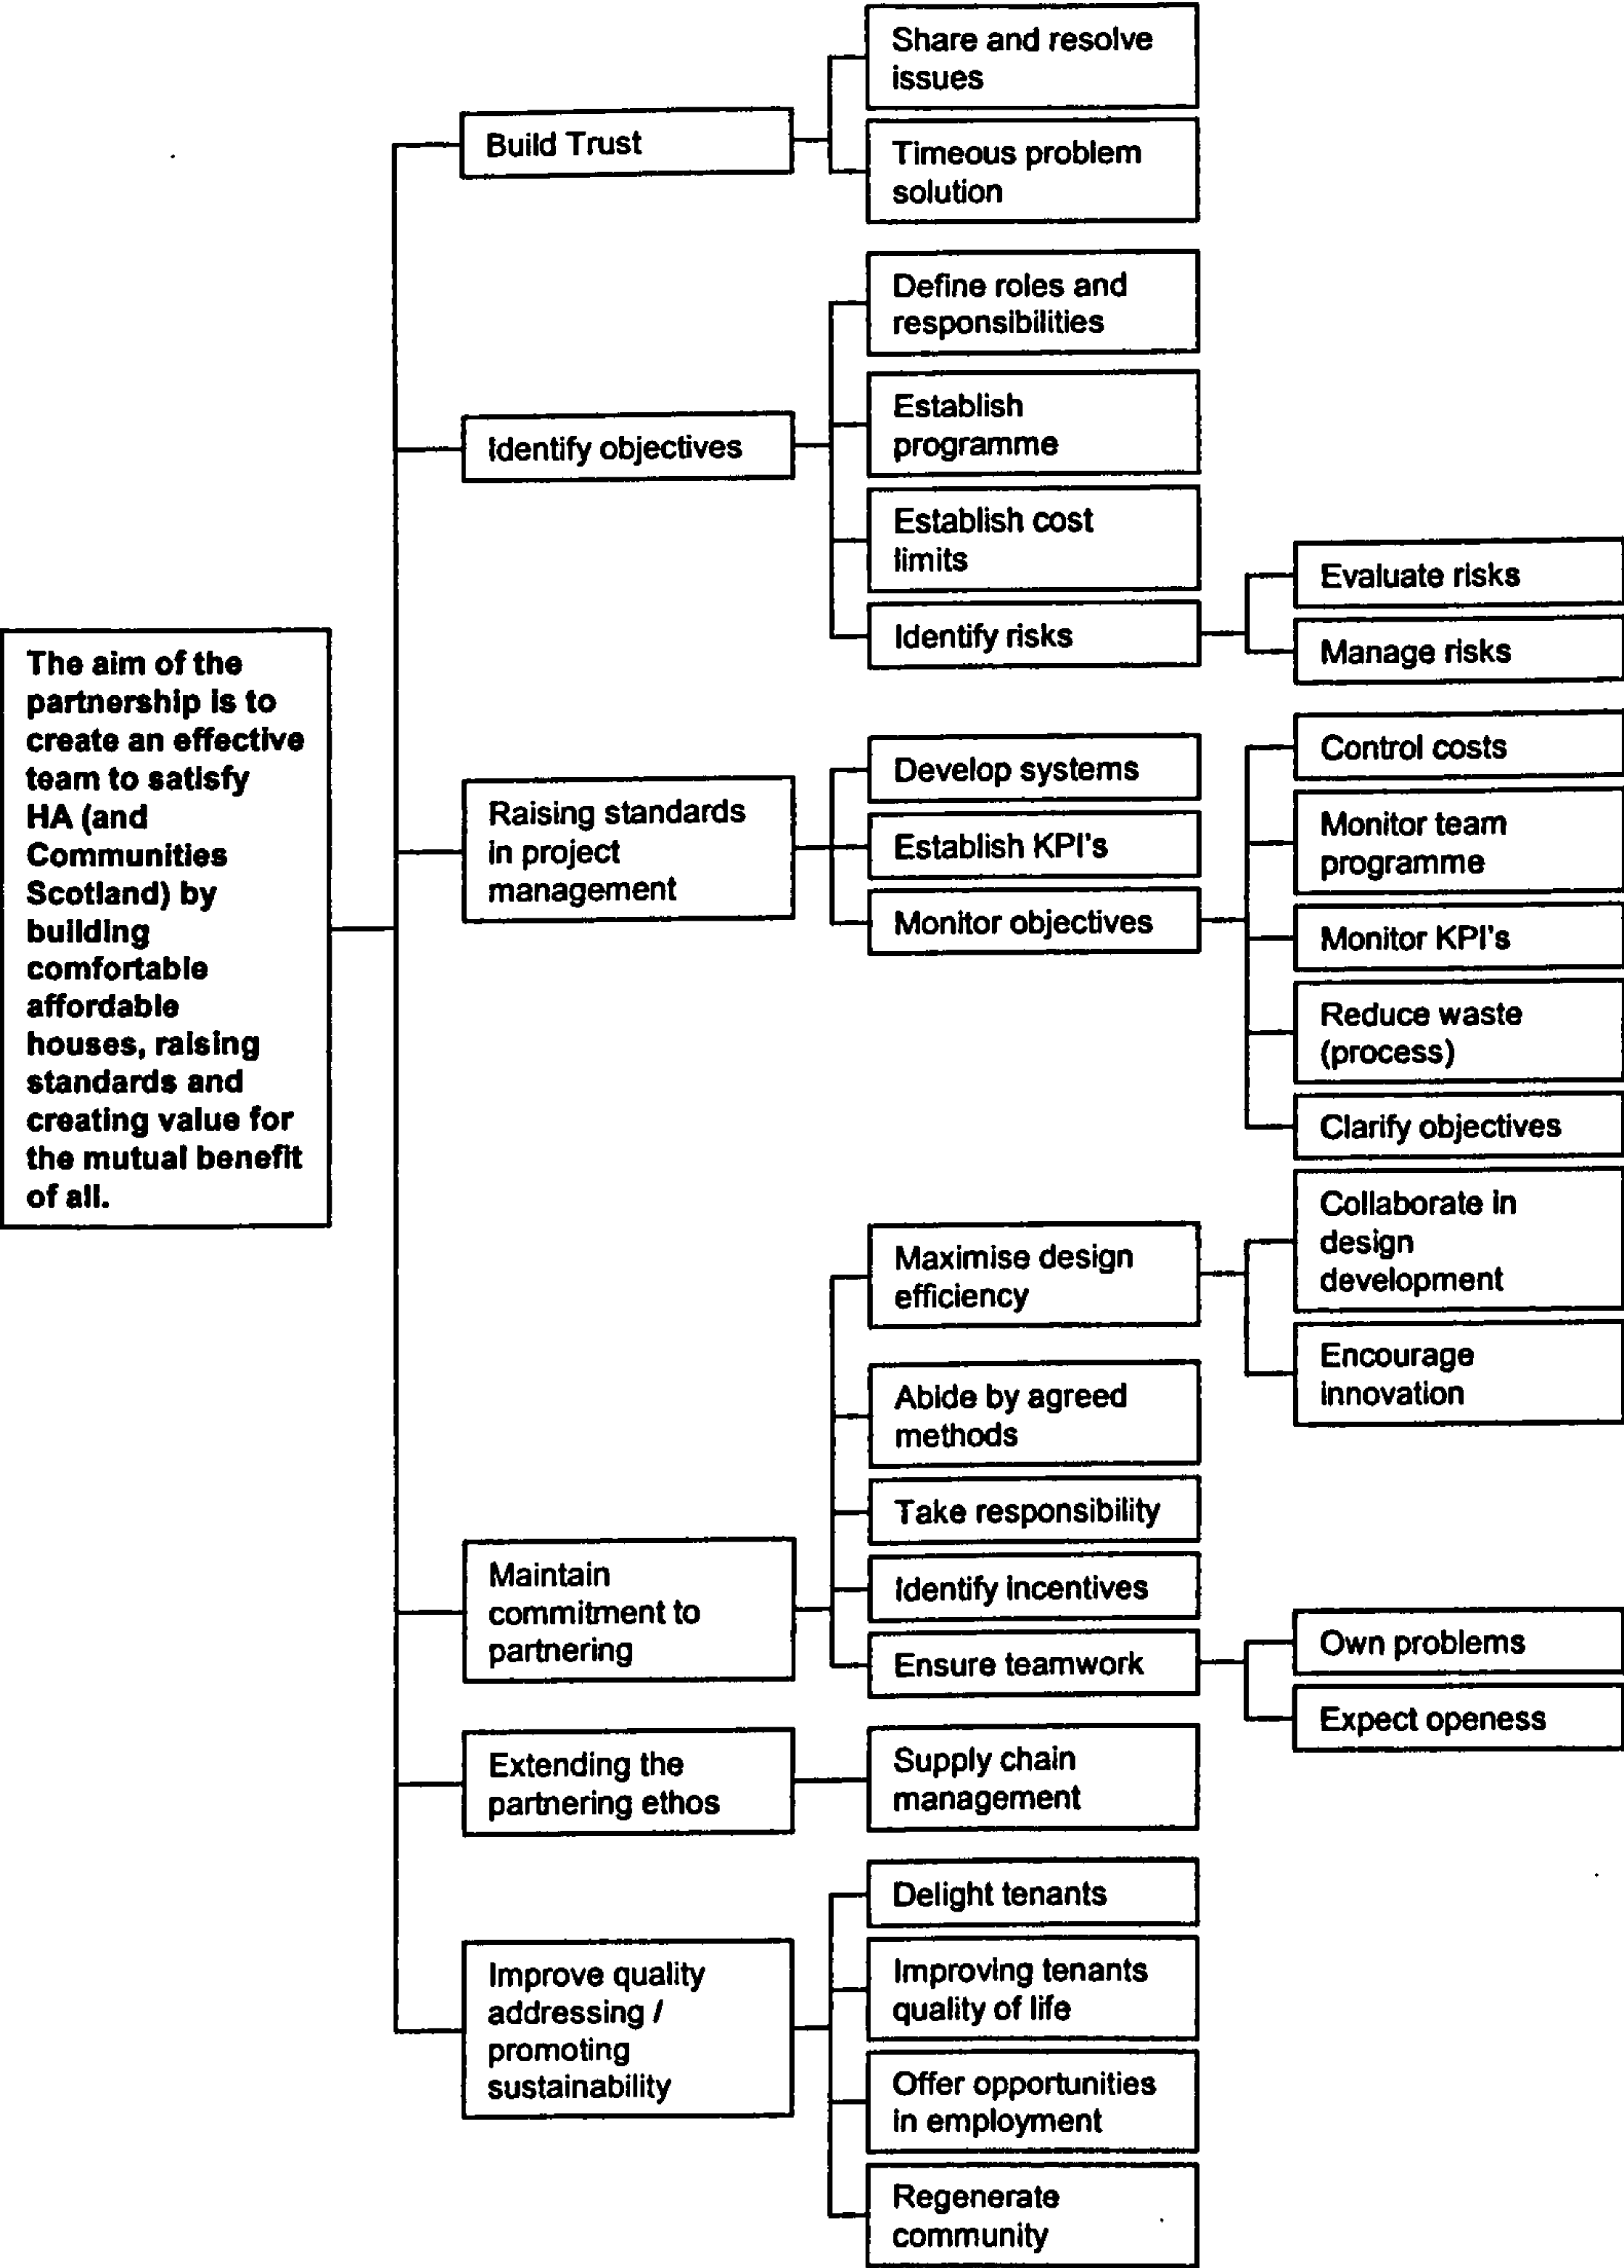 The aim of the
partnership is to
create an effective
team to satisfy
HA (and
Communities
Scotland) by
building
comfortable
affordable
houses, raising
standards and
creating value for
the mutual benefit
of all.
Build Trust
Share and resolve
issues
Timeous problem
solution
Identify objectives
Define roles and
responsibilities
Establish
programme
Establish cost
limits
Identify risks
Evaluate risks
Manage risks
Raising standards
in project
management
Develop systems
Establish KPI's
Monitor objectives
Control costs
Monitor team
programme
Monitor KPI's
Reduce waste
(process)
Clarify objectives
Maintain
commitment to
partnering
Maximise design
efficiency
Collaborate in
design
development
Encourage
innovation
Abide by agreed
methods
Take responsibility
Identify incentives
Ensure teamwork
Own problems
Expect openess
Extending the
partnering ethos
Supply chain
management
Improve quality
addressing /
promoting
sustainability
Delight tenants
Improving tenants
quality of life
Offer opportunities
in employment
Regenerate
community